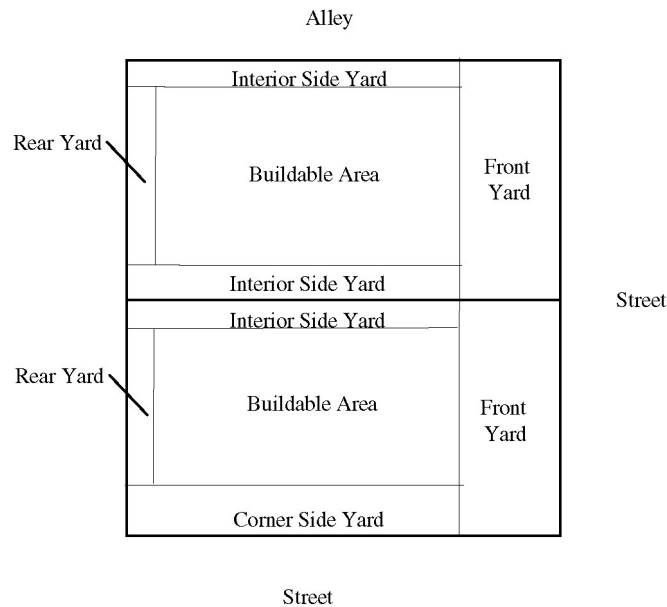 Alley
Interior Side Yard
Rear Yard
Buildable Area
Front
Yard
Interior Side Yard
Street
Interior Side Yard
Rear Yard
Buildable Area
Front
Yard
Corner Side Yard
Street